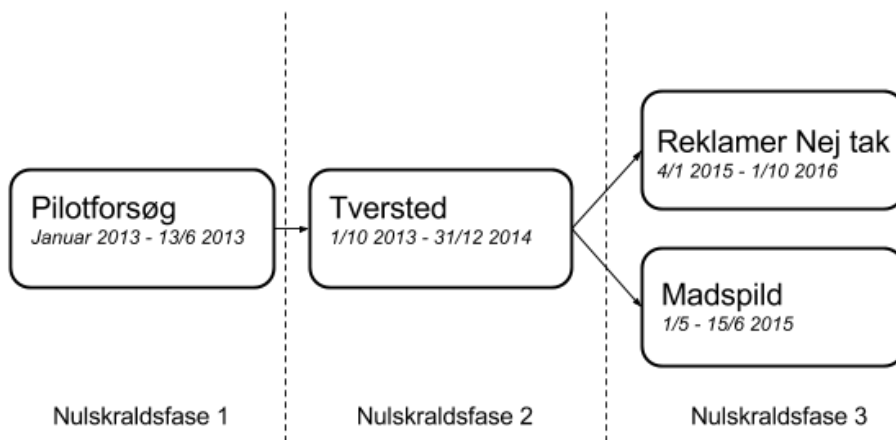 Pilotforsøg
Januar 2013 - 13/6 2013
Tversted
1/10 2013 - 31/12 2014
Reklamer Nej tak
4/1 2015 - 1/10 2016
Madspild
1/5 - 15/6 2015
Nulskraldsfase 1
Nulskraldsfase 2
Nulskraldsfase 3